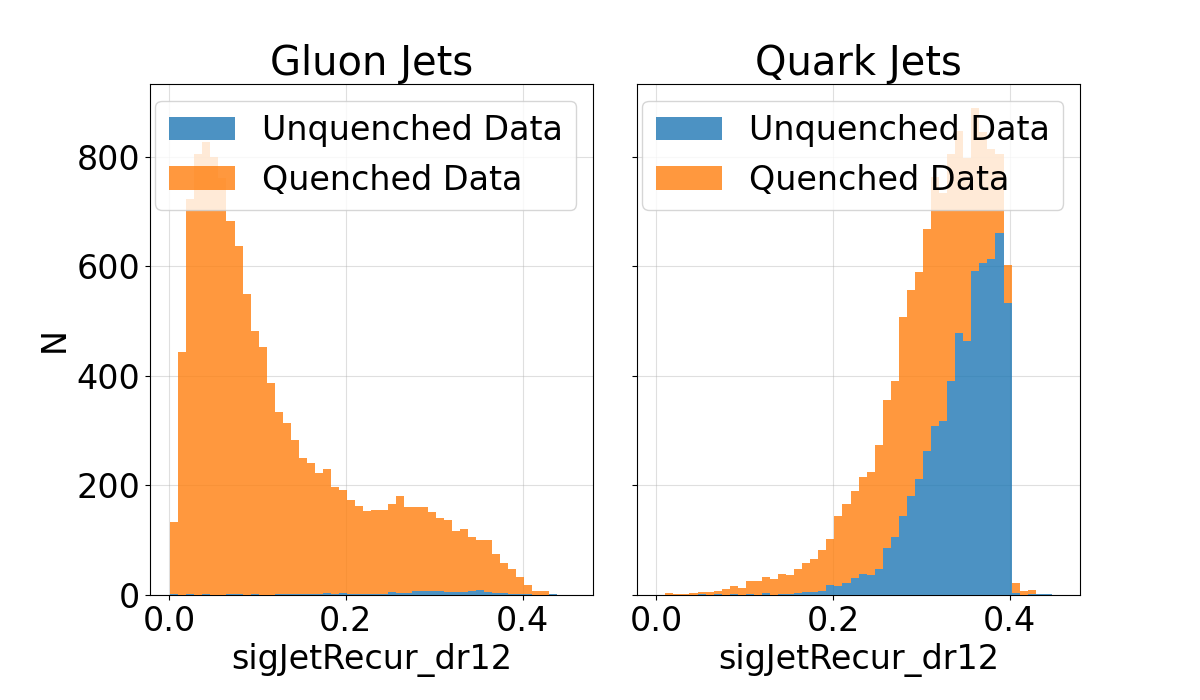 Gluon Jets
Quark Jets
Unquenched Data
Quenched Data
Unquenched Data
Quenched Data
N
800
600
400
200
0
0.0 0.2 0.4
0.0 0.2 0.4
sigJetRecur_dr12
sigJetRecur_dr12